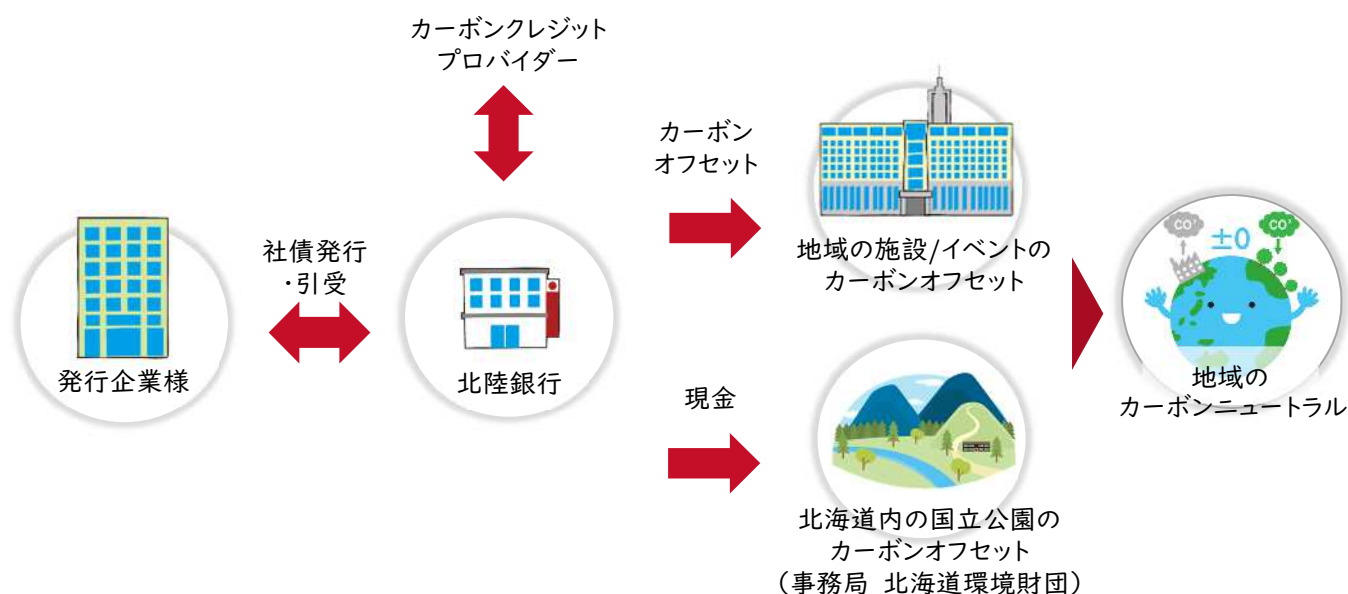 カーボンクレジット
プロバイダー
社債発行
・引受
発行企業様
北陸銀行
カーボン
オフセット
地域の施設/イベントの
カーボンオフセット
現金
北海道内の国立公園の
カーボンオフセット
（事務局 北海道環境財団）
CO²
±0
CO²
地域の
カーボンニュートラル